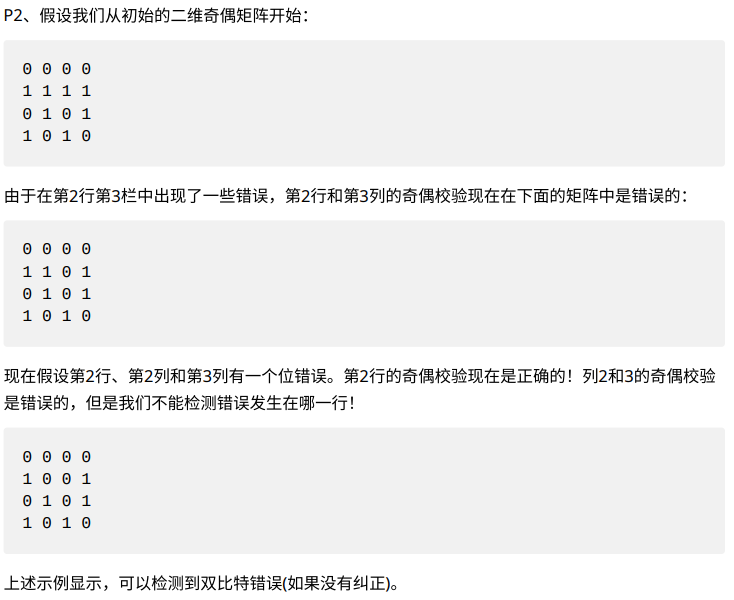 P2、假设我们从初始的二维奇偶矩阵开始：
0 0 0 0
1 1 1 1
0 1 0 1
1 0 1 0
由于在第2行第3栏中出现了一些错误，第2行和第3列的奇偶校验现在在下面的矩阵中是错误的：
0 0 0 0
1 1 0 1
0 1 0 1
1 0 1 0
现在假设第2行、第2列和第3列有一个位错误。第2行的奇偶校验现在是正确的！列2和3的奇偶校验
是错误的，但是我们不能检测错误发生在哪一行！
0 0 0 0
1 0 0 1
0 1 0 1
1 0 1 0
上述示例显示，可以检测到双比特错误(如果没有纠正)。